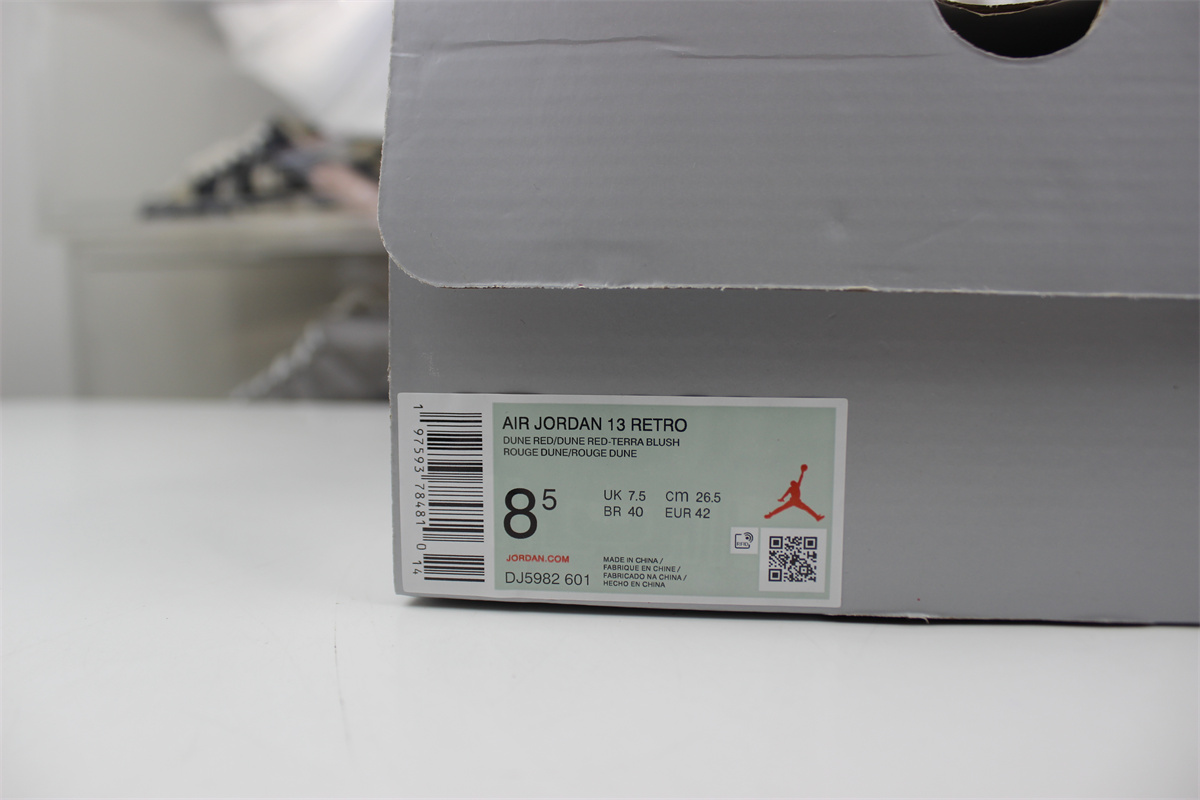 AIR JORDAN 13 RETRO
DUNE RED/DUNE RED-TERRA BLUSH
ROUGE DUNE/ROUGE DUNE
8 5
UK 7.5 cm 26.5
BR 40 EUR 42
JORDAN.COM
DJ5982 601
MADE IN CHINA /
FABRIQUE EN CHINE /
FABRICADO NA CHINA /
HECHO EN CHINA
RFID
1 97593 78481 0 14